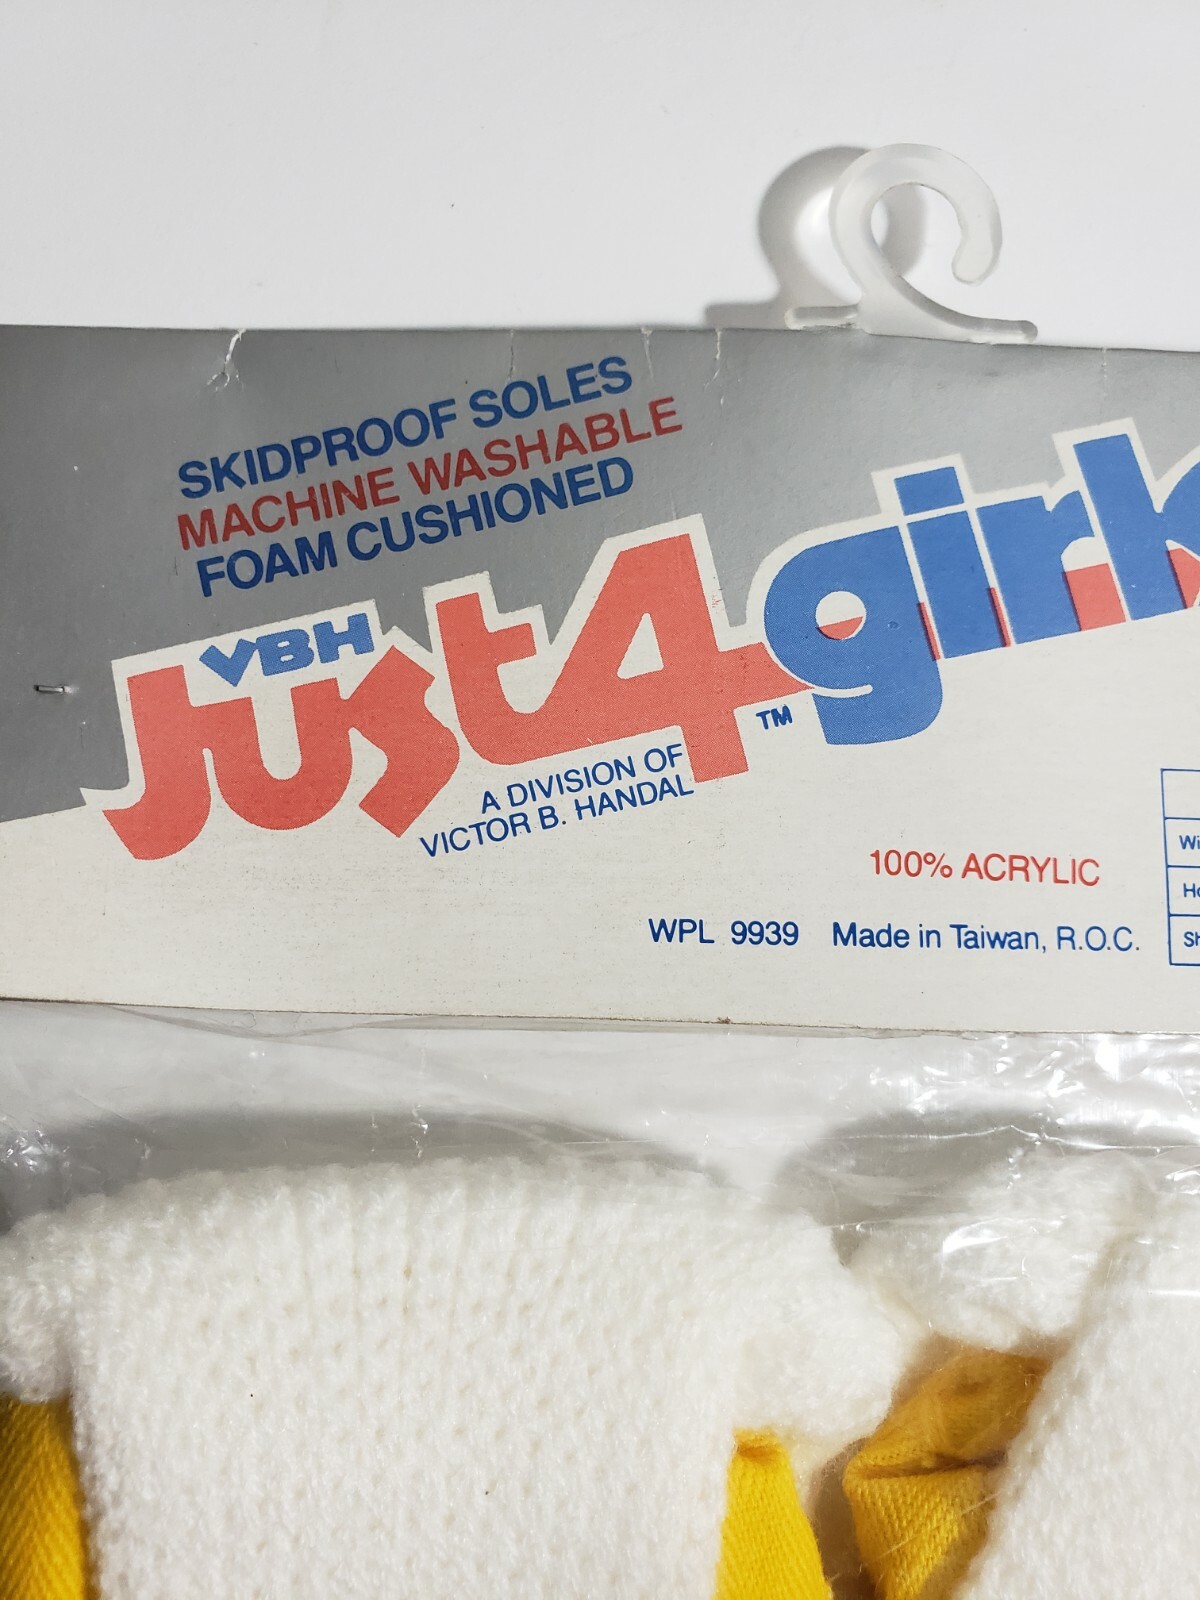 SKIDPROOF SOLES
MACHINE WASHABLE
FOAM CUSHIONED
VBH
Just4girls
TM
A DIVISION OF
VICTOR B. HANDAL
100% ACRYLIC
WPL 9939 Made in Taiwan, R.O.C.